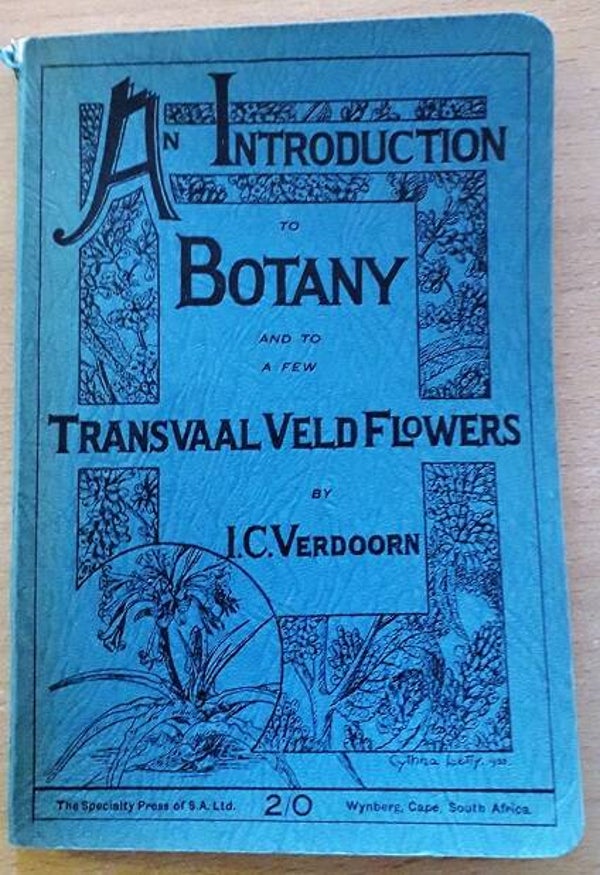 An Introduction
to
Botany
and to
a few
Transvaal Veld Flowers
by
I.C. Verdoorn
Cythna Letty.
The Specialty Press of S.A. Ltd. 2/0 Wynberg, Cape, South Africa.